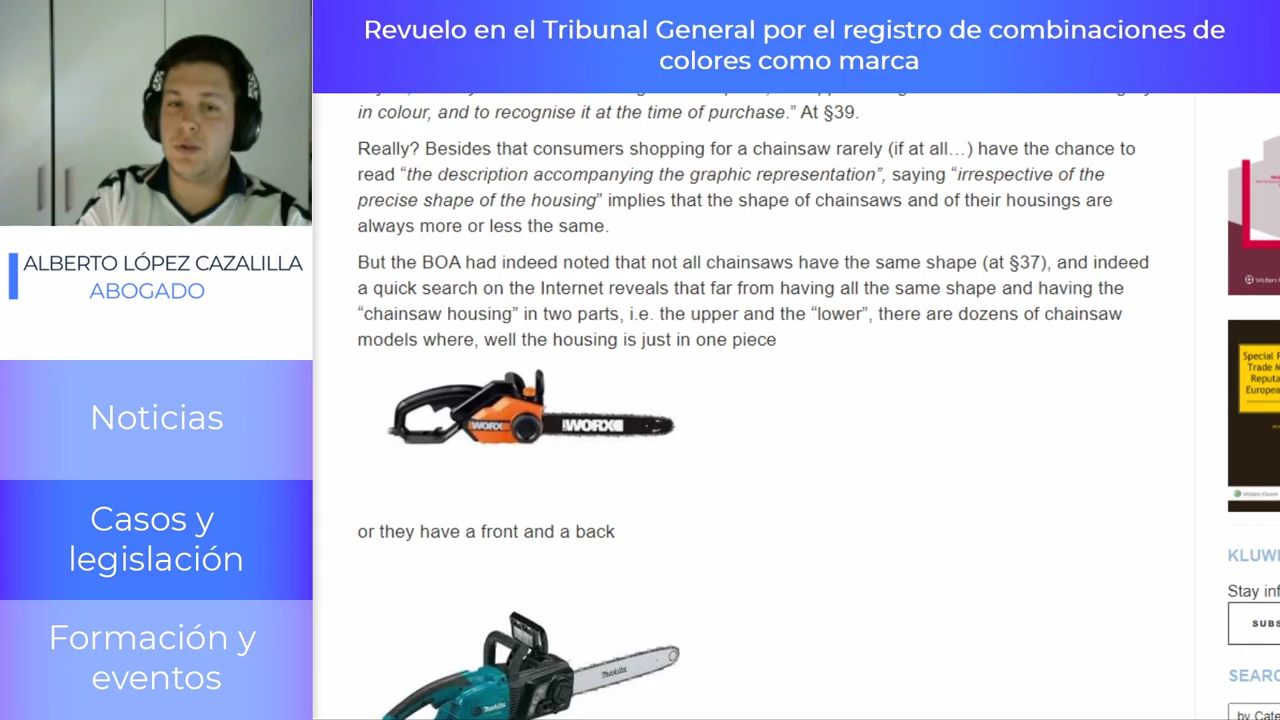 Revuelo en el Tribunal General por el registro de combinaciones de
colores como marca
ALBERTO LÓPEZ CAZALILLA
ABOGADO
Noticias
Casos y
legislación
Formación y
eventos
in colour, and to recognise it at the time of purchase.” At §39.
Really? Besides that consumers shopping for a chainsaw rarely (if at all…) have the chance to
read “the description accompanying the graphic representation”, saying “irrespective of the
precise shape of the housing” implies that the shape of chainsaws and of their housings are
always more or less the same.
But the BOA had indeed noted that not all chainsaws have the same shape (at §37), and indeed
a quick search on the Internet reveals that far from having all the same shape and having the
“chainsaw housing” in two parts, i.e. the upper and the “lower”, there are dozens of chainsaw
models where, well the housing is just in one piece
WORX
WORX
or they have a front and a back
makita
makita
Special
Trade
Reputa
Europea
Wolters Kluwer
KLUW
Stay inf
SUBS
SEARC
by Cate